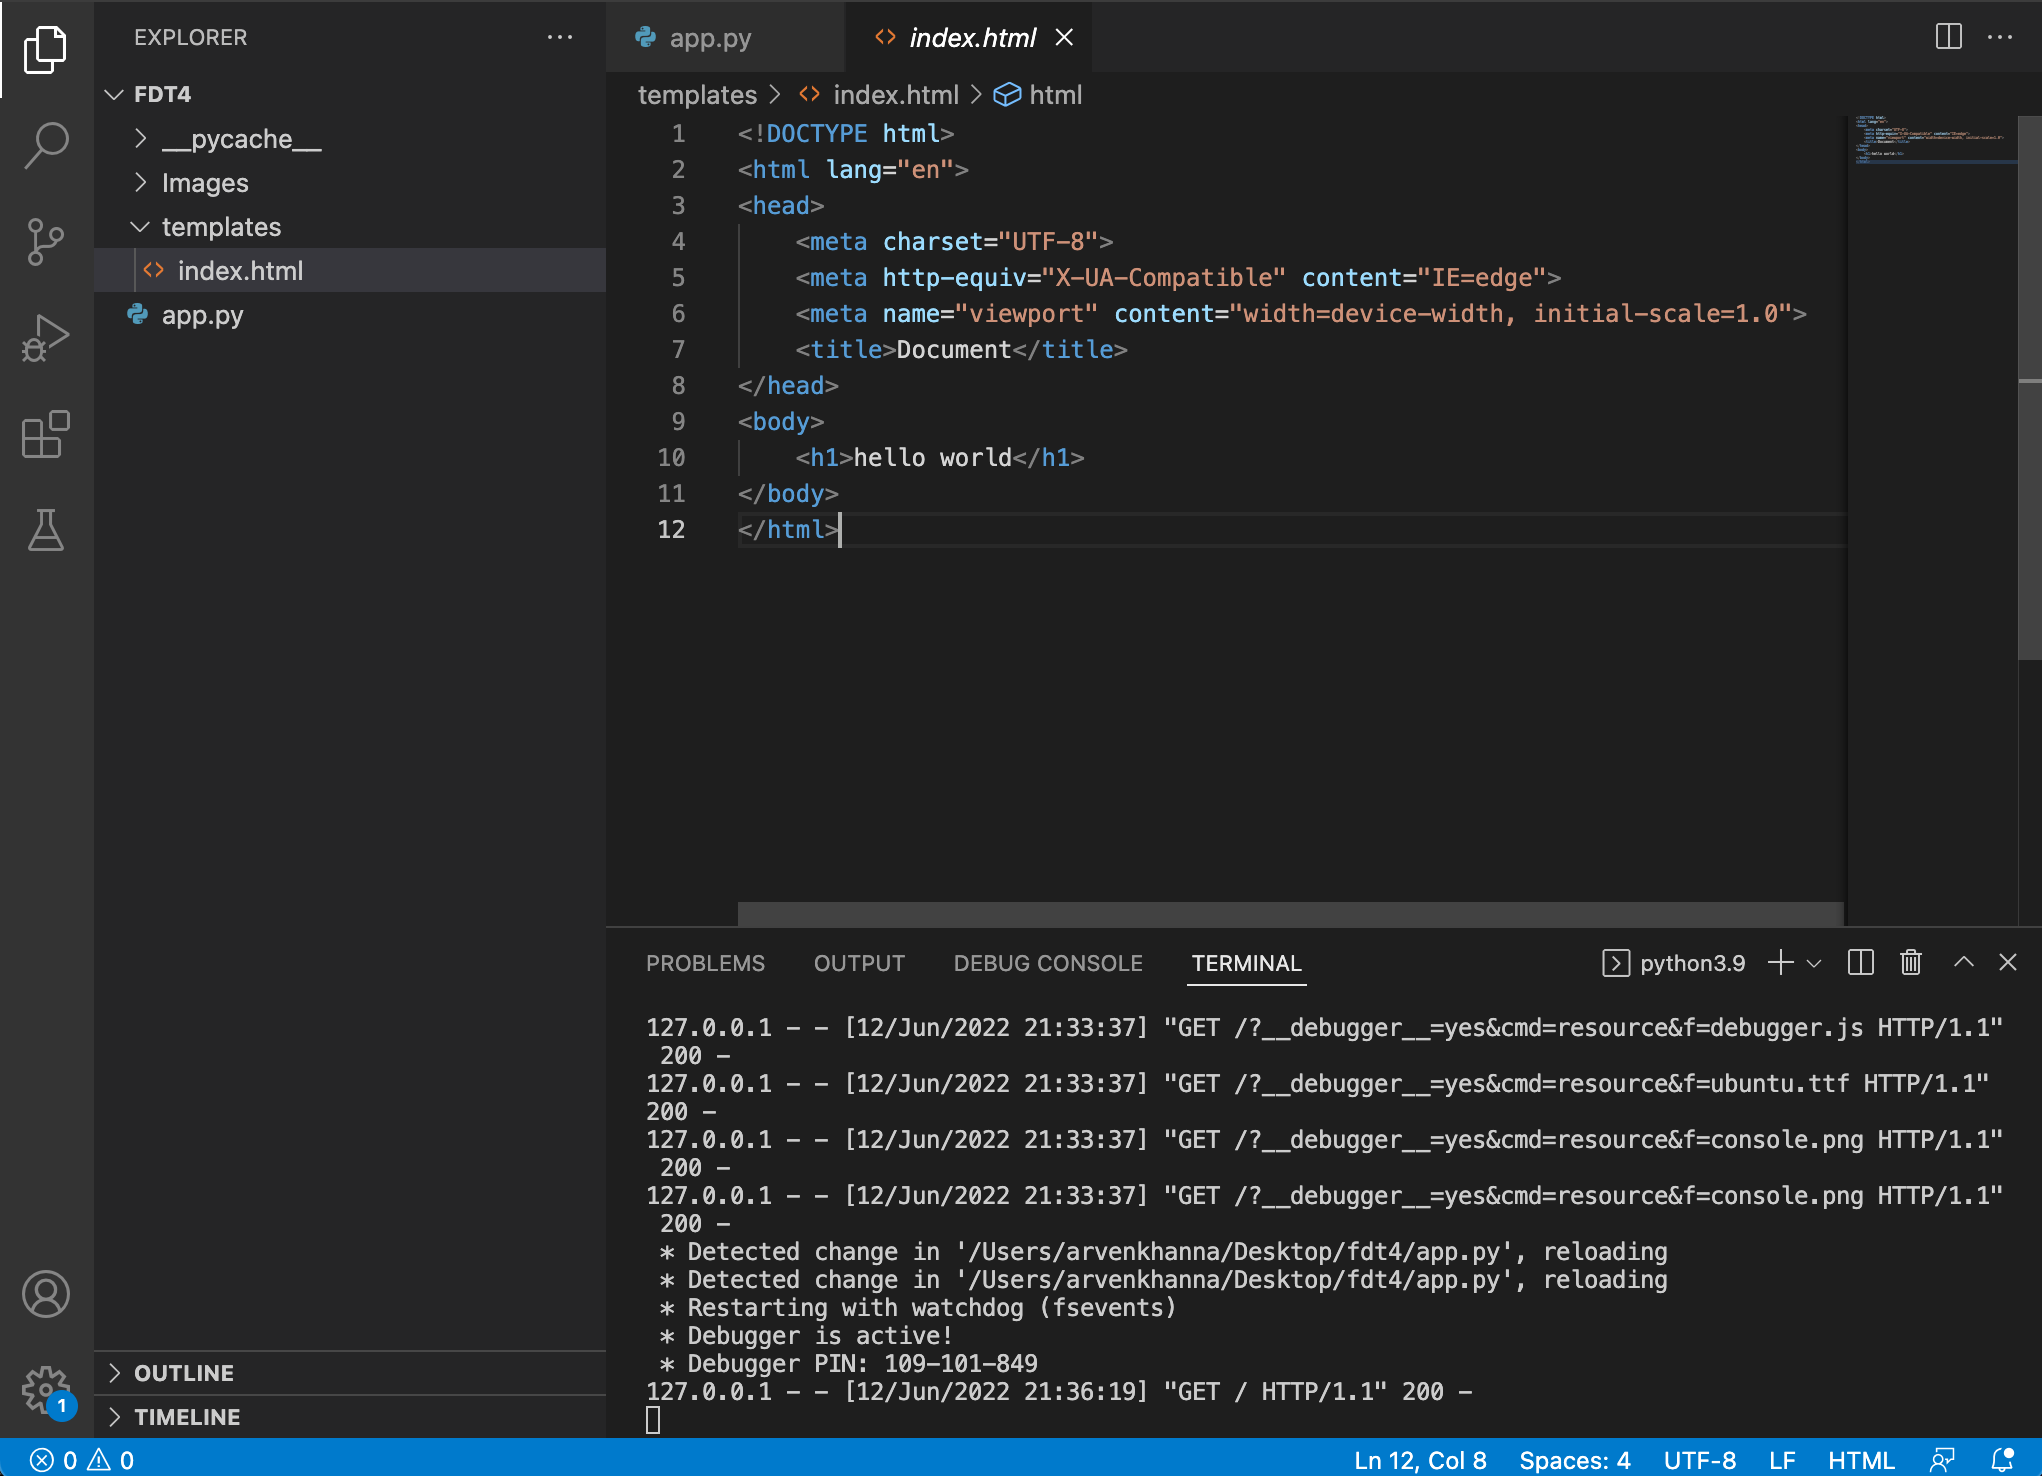 EXPLORER
FDT4
__pycache__
Images
templates
index.html
app.py
OUTLINE
TIMELINE
app.py
index.html
templates > index.html > html
1 <!DOCTYPE html>
2 <html lang="en">
3 <head>
4 <meta charset="UTF-8">
5 <meta http-equiv="X-UA-Compatible" content="IE=edge">
6 <meta name="viewport" content="width=device-width, initial-scale=1.0">
7 <title>Document</title>
8 </head>
9 <body>
10 <h1>hello world</h1>
11 </body>
12 </html>
PROBLEMS OUTPUT DEBUG CONSOLE TERMINAL python3.9
127.0.0.1 - - [12/Jun/2022 21:33:37] "GET /?__debugger__=yes&cmd=resource&f=debugger.js HTTP/1.1"
200 -
127.0.0.1 - - [12/Jun/2022 21:33:37] "GET /?__debugger__=yes&cmd=resource&f=ubuntu.ttf HTTP/1.1"
200 -
127.0.0.1 - - [12/Jun/2022 21:33:37] "GET /?__debugger__=yes&cmd=resource&f=console.png HTTP/1.1"
200 -
127.0.0.1 - - [12/Jun/2022 21:33:37] "GET /?__debugger__=yes&cmd=resource&f=console.png HTTP/1.1"
200 -
* Detected change in '/Users/arvenkhanna/Desktop/fdt4/app.py', reloading
* Detected change in '/Users/arvenkhanna/Desktop/fdt4/app.py', reloading
* Restarting with watchdog (fsevents)
* Debugger is active!
* Debugger PIN: 109-101-849
127.0.0.1 - - [12/Jun/2022 21:36:19] "GET / HTTP/1.1" 200 -
1
0 0
Ln 12, Col 8 Spaces: 4 UTF-8 LF HTML